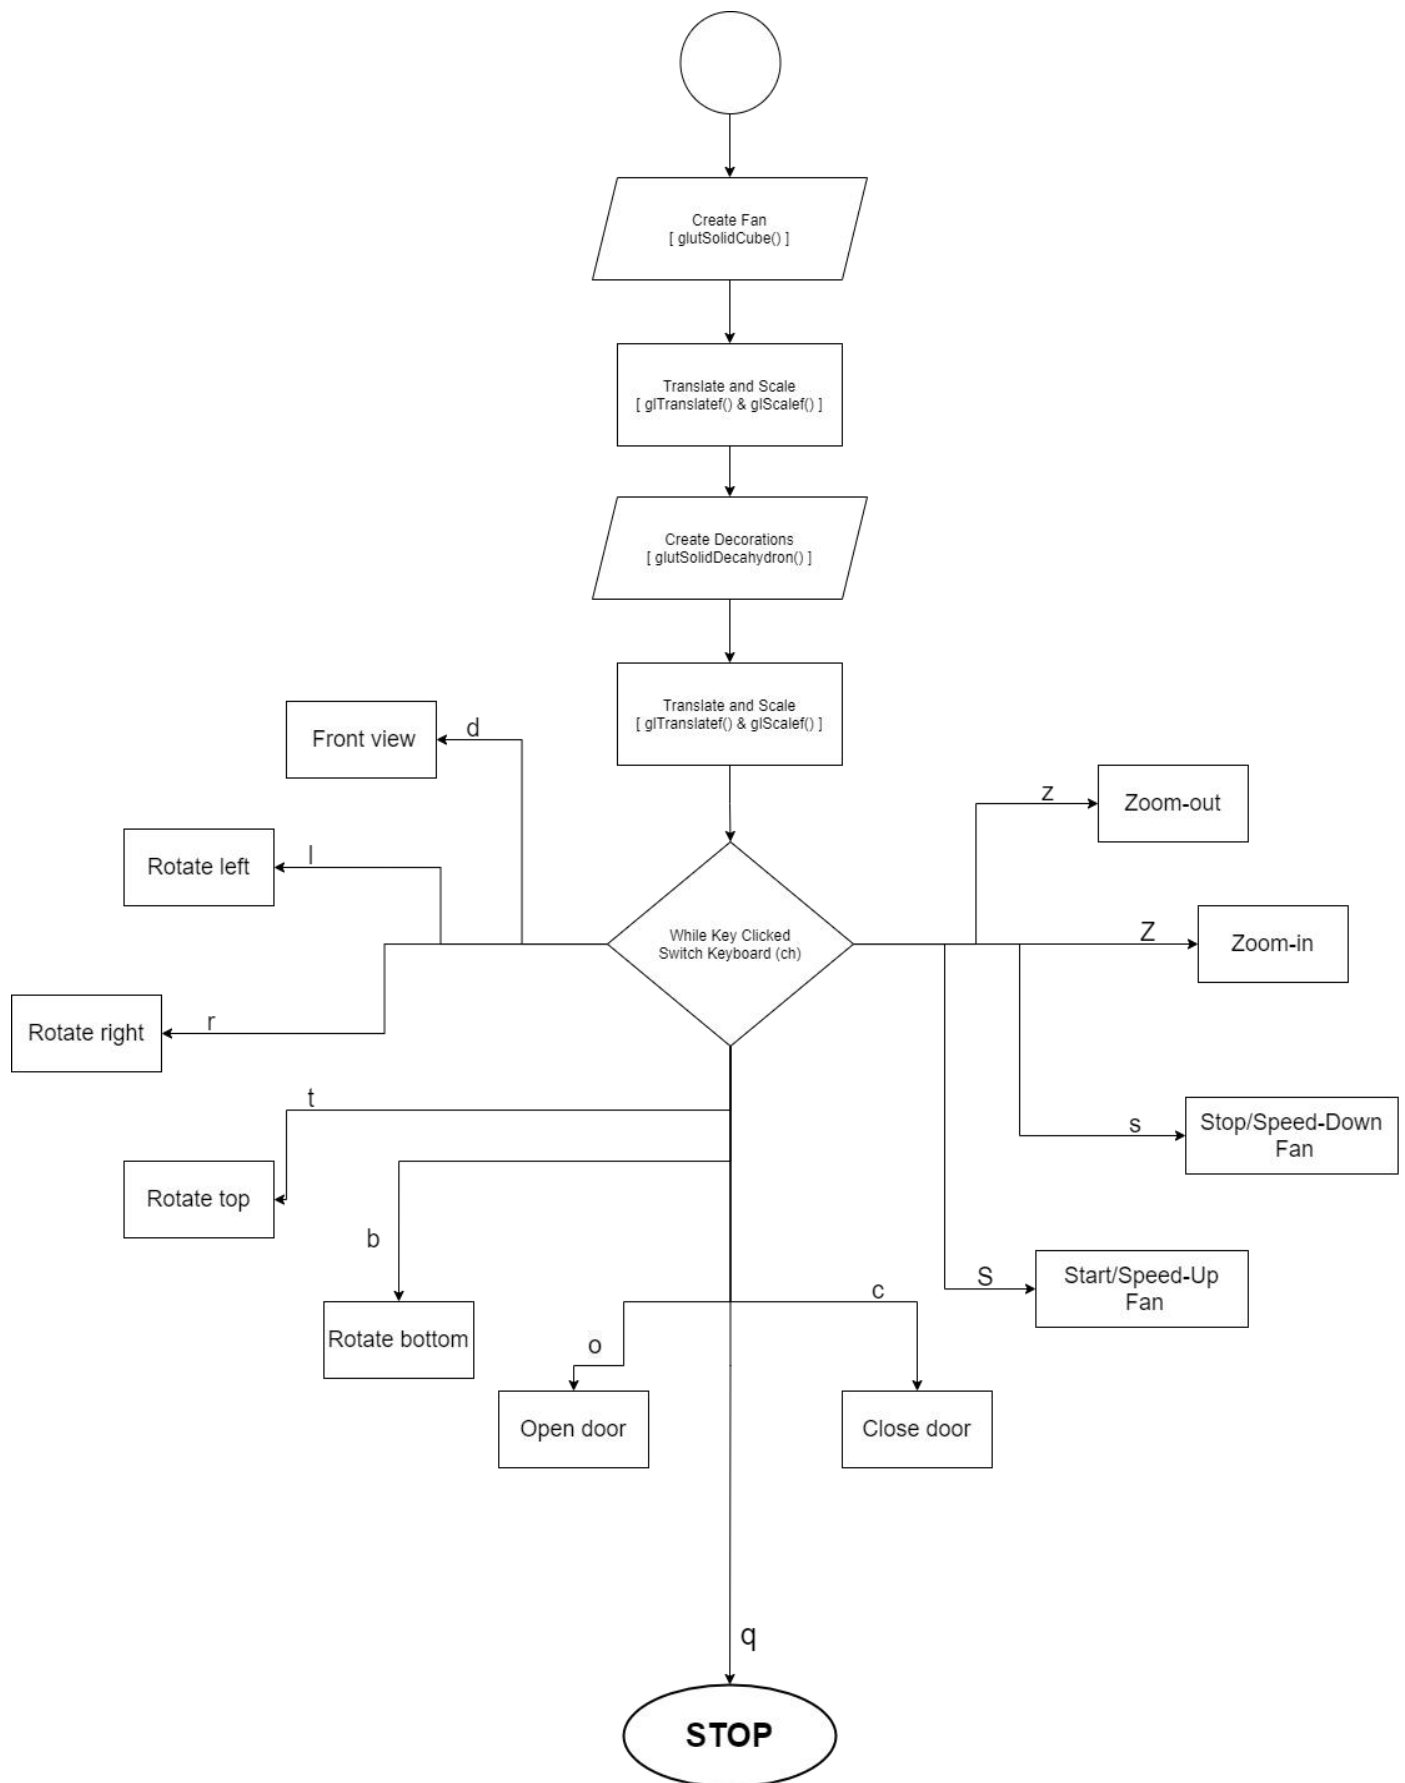 Create Fan
[ glutSolidCube() ]
Translate and Scale
[ glTranslatef() & glScalef() ]
Create Decorations
[ glutSolidDecahydron() ]
Translate and Scale
[ glTranslatef() & glScalef() ]
d
Front view
z
Zoom-out
l
Rotate left
While Key Clicked
Switch Keyboard (ch)
Z
Zoom-in
r
Rotate right
t
Rotate top
s
Stop/Speed-Down
Fan
b
Rotate bottom
S
Start/Speed-Up
Fan
o
Open door
c
Close door
q
STOP